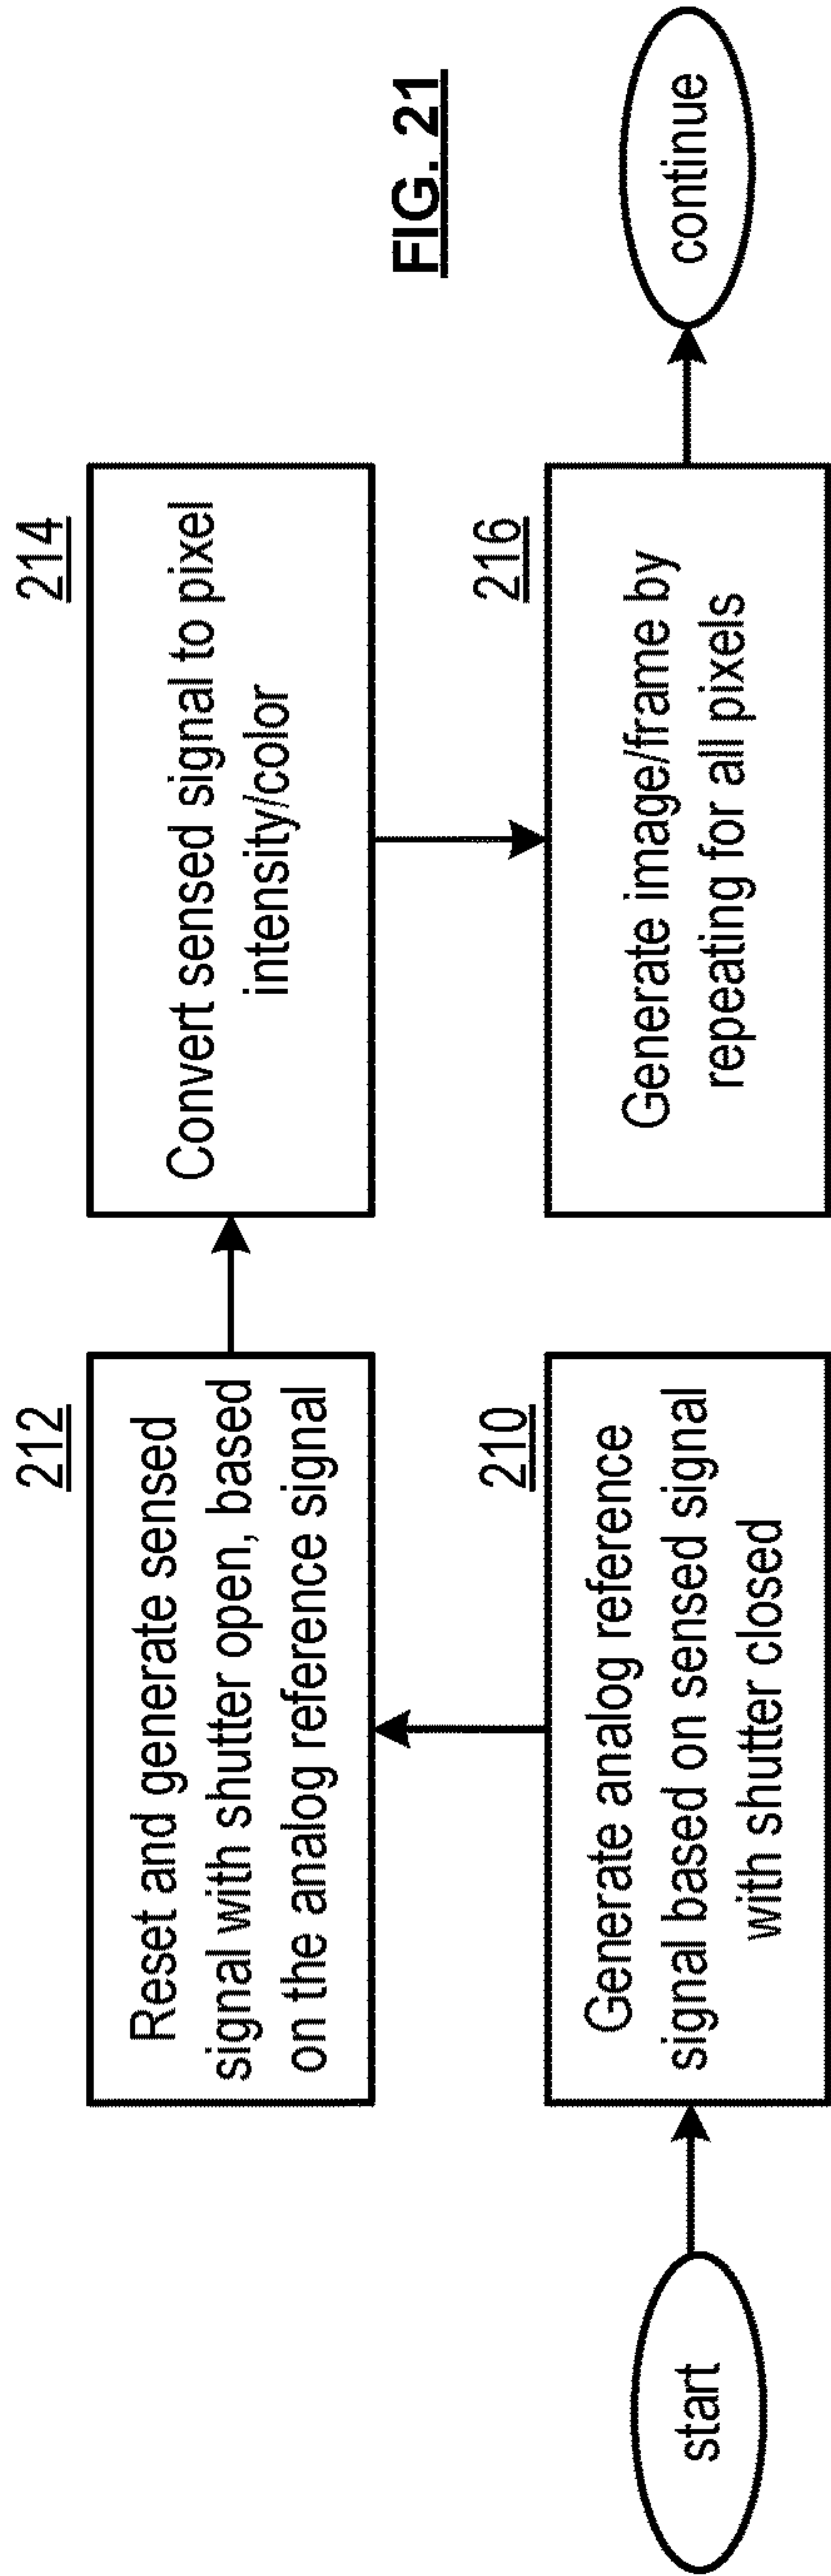 start
210
Generate analog reference
signal based on sensed signal
with shutter closed
212
Reset and generate sensed
signal with shutter open, based
on the analog reference signal
214
Convert sensed signal to pixel
intensity/color
216
Generate image/frame by
repeating for all pixels
continue
FIG. 21